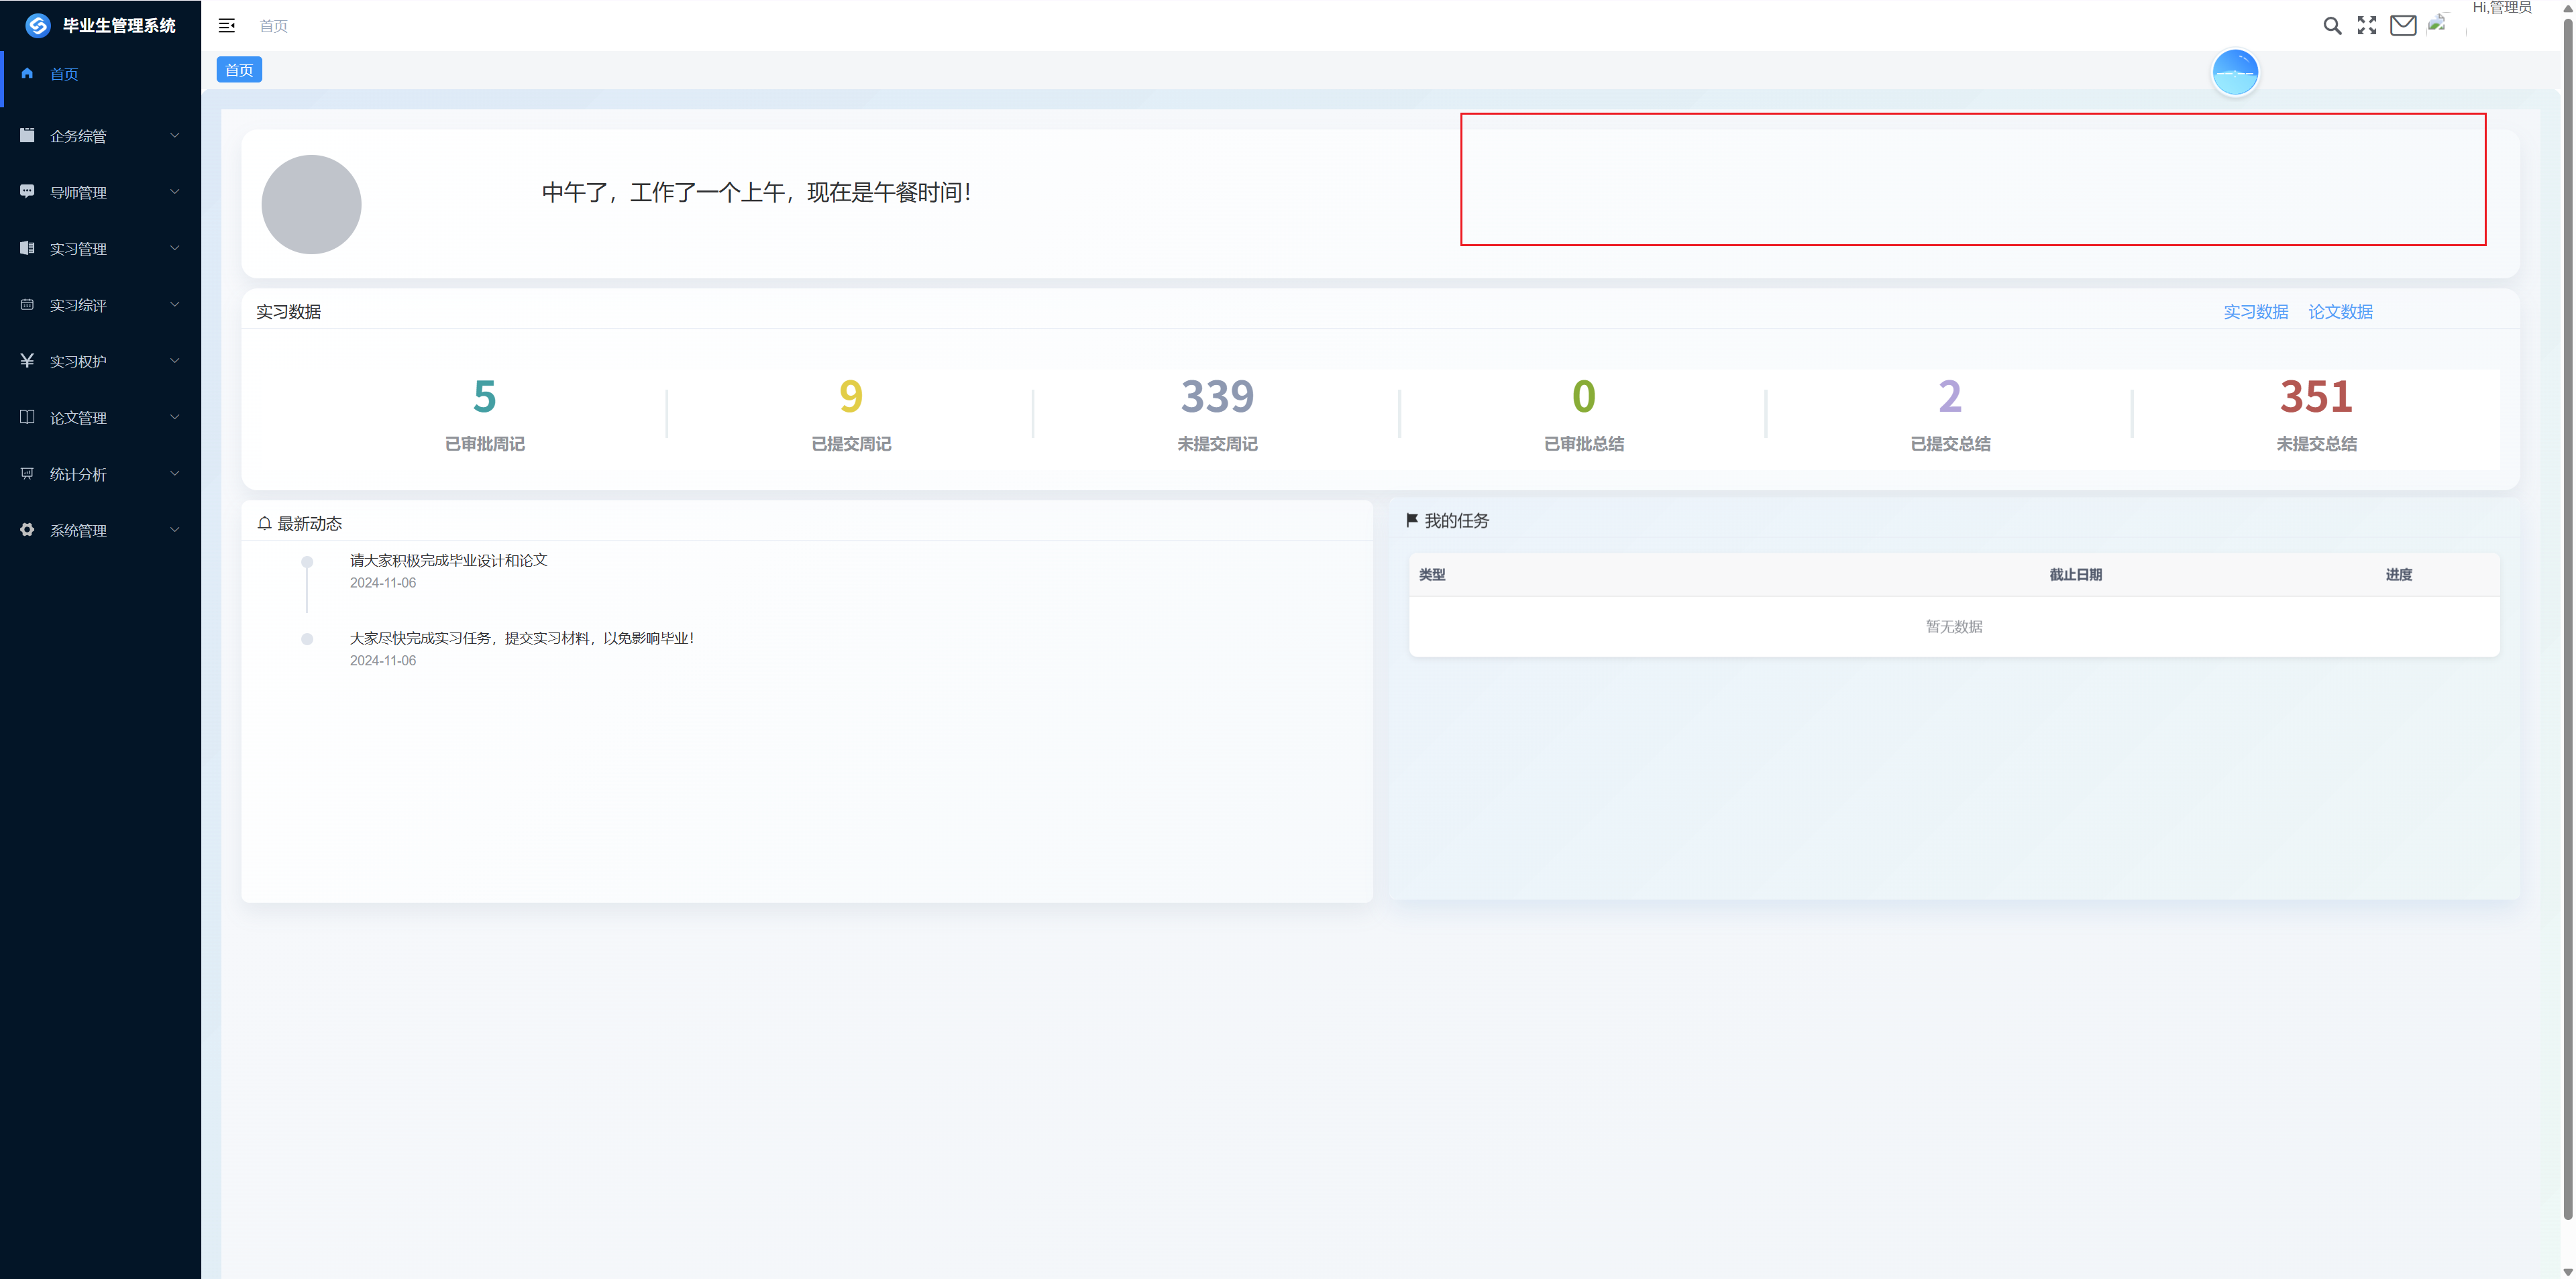 毕业生管理系统
首页
Hi,管理员
首页
首页
企务综管
导师管理
实习管理
实习综评
实习权护
论文管理
统计分析
系统管理
中午了，工作了一个上午，现在是午餐时间！
实习数据
实习数据 论文数据
5
已审批周记
9
已提交周记
339
未提交周记
0
已审批总结
2
已提交总结
351
未提交总结
最新动态
请大家积极完成毕业设计和论文
2024-11-06
大家尽快完成实习任务，提交实习材料，以免影响毕业！
2024-11-06
我的任务
类型 截止日期 进度
暂无数据